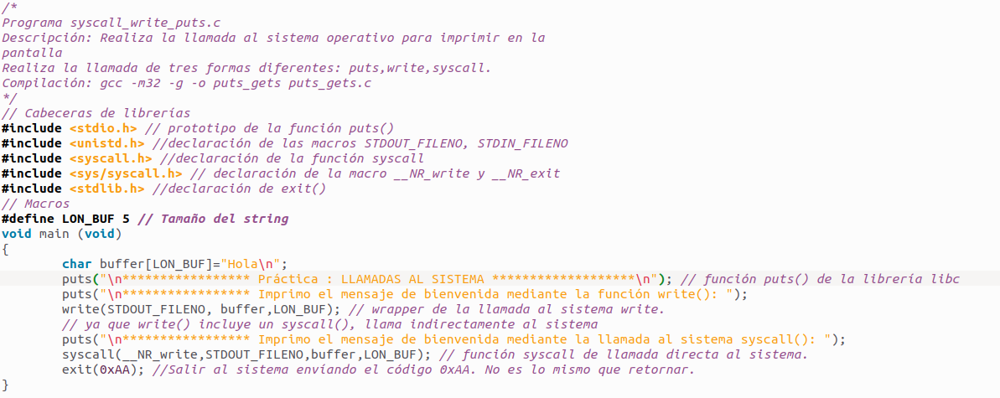 /*
Programa syscall_write_puts.c
Descripción: Realiza la llamada al sistema operativo para imprimir en la
pantalla
Realiza la llamada de tres formas diferentes: puts,write,syscall.
Compilación: gcc -m32 -g -o puts_gets puts_gets.c
*/
// Cabeceras de librerías
#include <stdio.h> // prototipo de la función puts()
#include <unistd.h> //declaración de las macros STDOUT_FILENO, STDIN_FILENO
#include <syscall.h> //declaración de la función syscall
#include <sys/syscall.h> // declaración de la macro __NR_write y __NR_exit
#include <stdlib.h> //declaración de exit()
// Macros
#define LON_BUF 5 // Tamaño del string
void main (void)
{
        char buffer[LON_BUF]="Hola\n";
        puts("\n***************** Práctica : LLAMADAS AL SISTEMA *******************\n"); // función puts() de la librería libc
        puts("\n***************** Imprimo el mensaje de bienvenida mediante la función write(): ");
        write(STDOUT_FILENO, buffer,LON_BUF); // wrapper de la llamada al sistema write.
        // ya que write() incluye un syscall(), llama indirectamente al sistema
        puts("\n***************** Imprimo el mensaje de bienvenida mediante la llamada al sistema syscall(): ");
        syscall(__NR_write,STDOUT_FILENO,buffer,LON_BUF); // función syscall de llamada directa al sistema.
        exit(0xAA); //Salir al sistema envíando el código 0xAA. No es lo mismo que retornar.
}